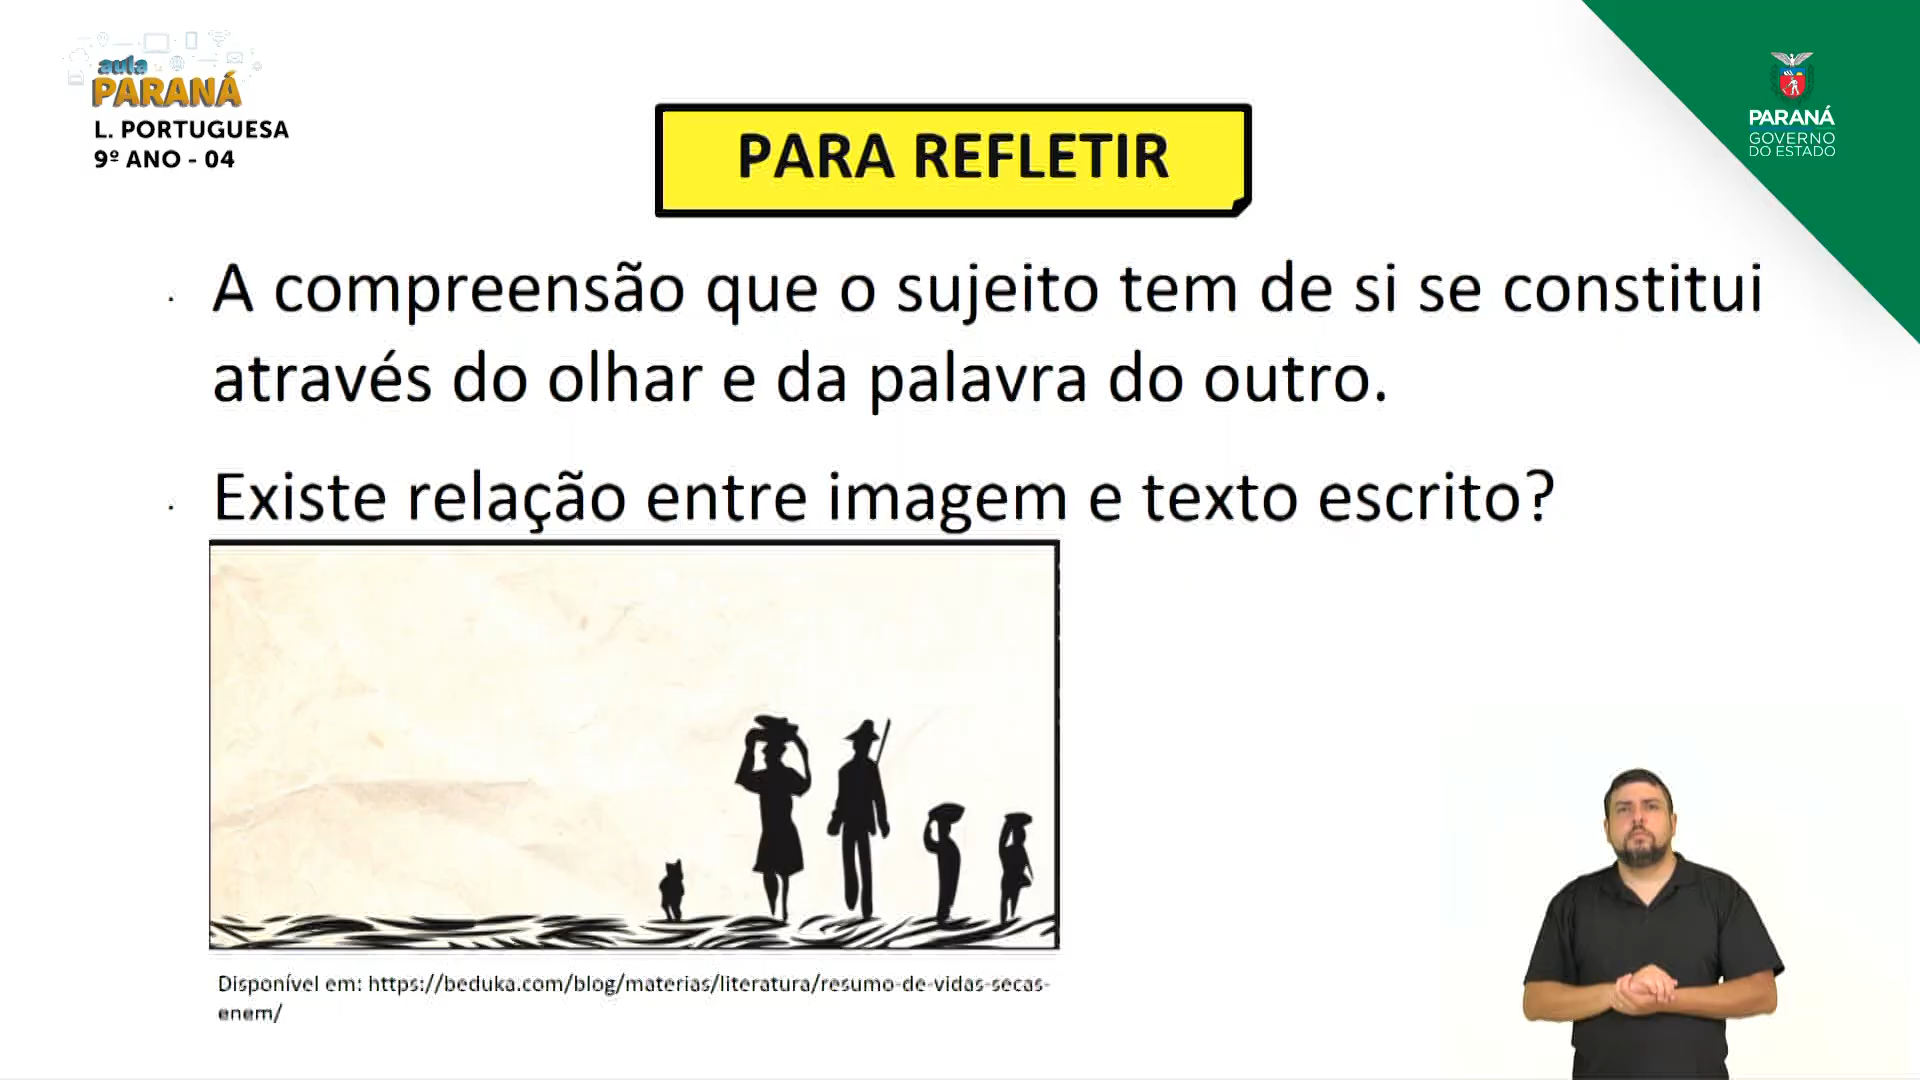 aula
PARANÁ
L. PORTUGUESA
9º ANO - 04
PARANÁ
GOVERNO
DO ESTADO
PARA REFLETIR
A compreensão que o sujeito tem de si se constitui
através do olhar e da palavra do outro.
Existe relação entre imagem e texto escrito?
Disponível em: https://beduka.com/blog/materias/literatura/resumo-de-vidas-secas-
enem/